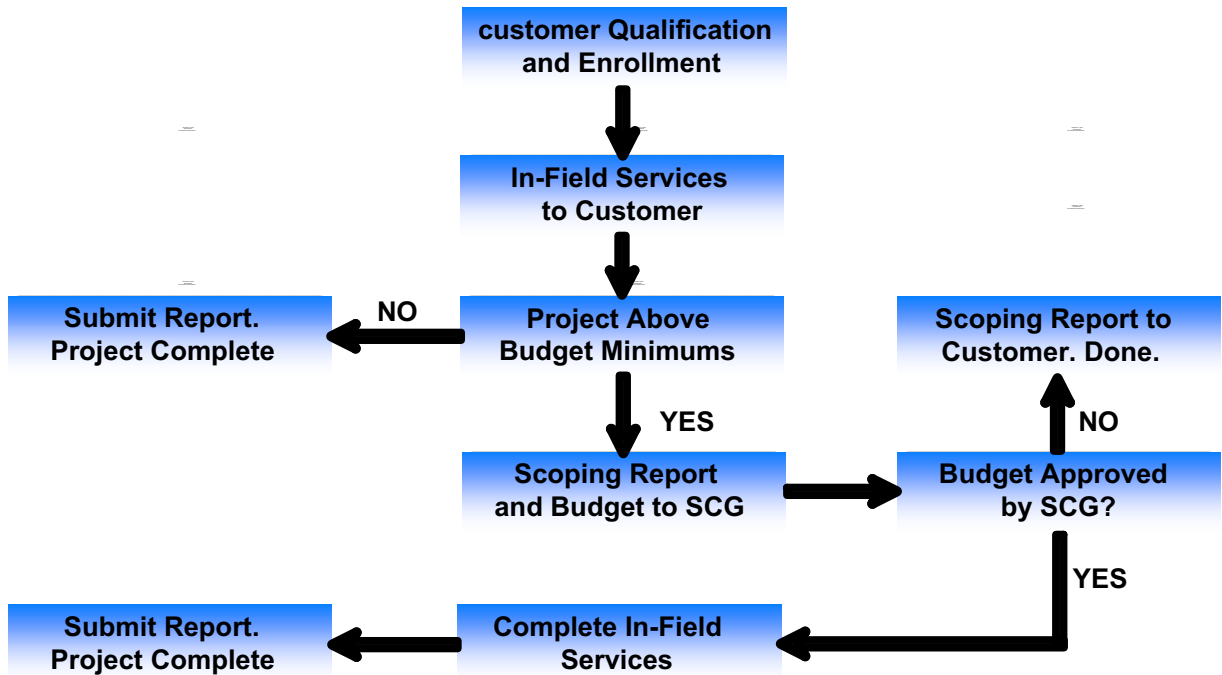 customer Qualification
and Enrollment
In-Field Services
to Customer
Submit Report.
Project Complete
NO
Project Above
Budget Minimums
Scoping Report to
Customer. Done.
YES
NO
Scoping Report
and Budget to SCG
Budget Approved
by SCG?
YES
Submit Report.
Project Complete
Complete In-Field
Services